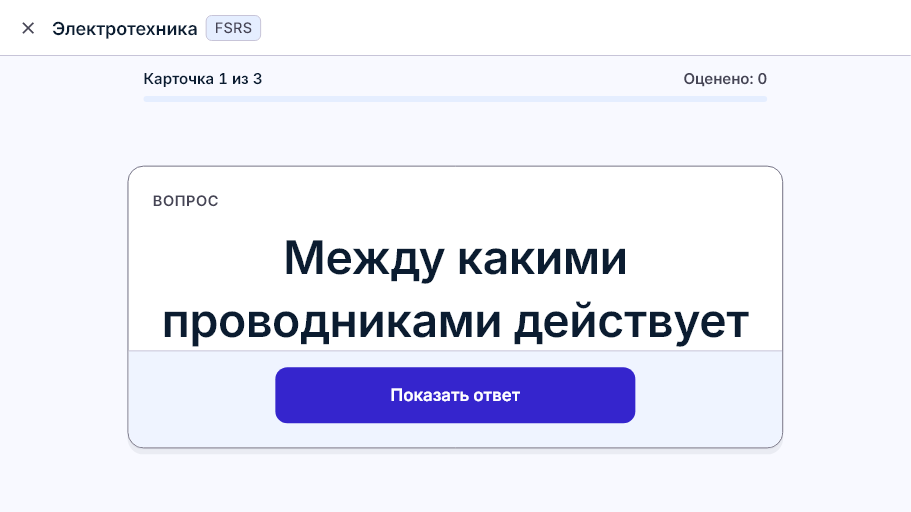 Электротехника FSRS
Карточка 1 из 3 Оценено: 0
ВОПРОС
Между какими
проводниками действует
Показать ответ